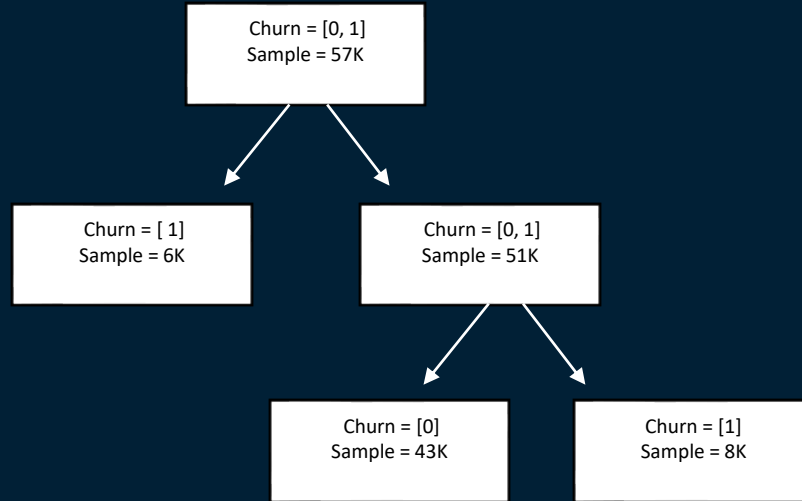 Churn = [0, 1]
Sample = 57K
Churn = [ 1]
Sample = 6K
Churn = [0, 1]
Sample = 51K
Churn = [0]
Sample = 43K
Churn = [1]
Sample = 8K